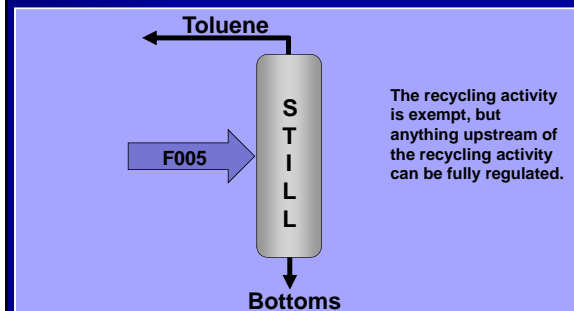 Toluene
F005
STILL
The recycling activity
is exempt, but
anything upstream of
the recycling activity
can be fully regulated.
Bottoms